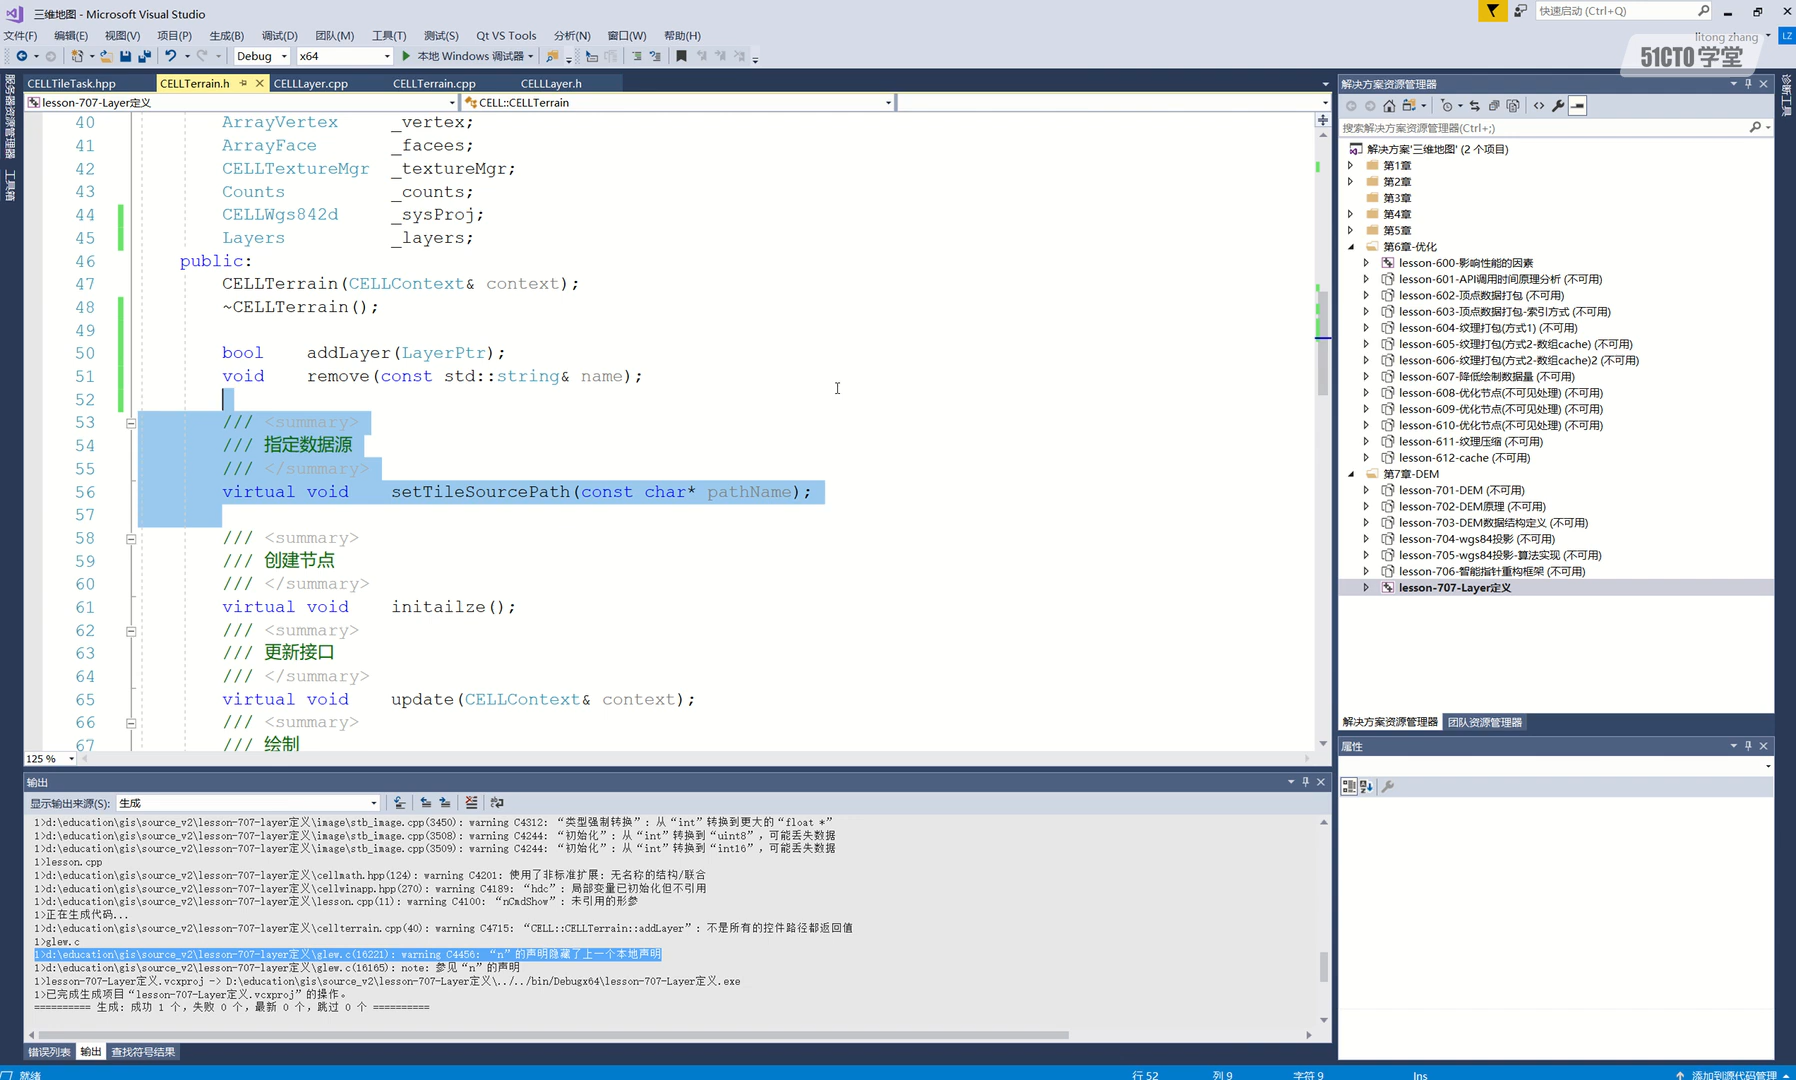 三维地图 - Microsoft Visual Studio
快速启动 (Ctrl+Q)
文件(F) 编辑(E) 视图(V) 项目(P) 生成(B) 调试(D) 团队(M) 工具(T) 测试(S) Qt VS Tools 分析(N) 窗口(W) 帮助(H)
litong zhang
LZ
51CTO 学堂
Debug x64 本地 Windows 调试器
服务器资源管理器
工具箱
诊断工具
CELLTileTask.hpp CELLTerrain.h CELLLayer.cpp CELLTerrain.cpp CELLLayer.h
lesson-707-Layer定义 CELL::CELLTerrain
40 ArrayVertex _vertex;
41 ArrayFace _facees;
42 CELLTextureMgr _textureMgr;
43 Counts _counts;
44 CELLWgs842d _sysProj;
45 Layers _layers;
46 public:
47 CELLTerrain(CELLContext& context);
48 ~CELLTerrain();
49
50 bool addLayer(LayerPtr);
51 void remove(const std::string& name);
52
53 /// <summary>
54 /// 指定数据源
55 /// </summary>
56 virtual void setTileSourcePath(const char* pathName);
57
58 /// <summary>
59 /// 创建节点
60 /// </summary>
61 virtual void initailze();
62 /// <summary>
63 /// 更新接口
64 /// </summary>
65 virtual void update(CELLContext& context);
66 /// <summary>
67 /// 绘制
125 %
输出
显示输出来源(S): 生成
1>d:\education\gis\source_v2\lesson-707-layer定义\image\stb_image.cpp(3450): warning C4312: “类型强制转换”: 从“int”转换到更大的“float *”
1>d:\education\gis\source_v2\lesson-707-layer定义\image\stb_image.cpp(3508): warning C4244: “初始化”: 从“int”转换到“uint8”，可能丢失数据
1>d:\education\gis\source_v2\lesson-707-layer定义\image\stb_image.cpp(3509): warning C4244: “初始化”: 从“int”转换到“int16”，可能丢失数据
1>lesson.cpp
1>d:\education\gis\source_v2\lesson-707-layer定义\cellmath.hpp(124): warning C4201: 使用了非标准扩展: 无名称的结构/联合
1>d:\education\gis\source_v2\lesson-707-layer定义\cellwinapp.hpp(270): warning C4189: “hdc”: 局部变量已初始化但不引用
1>d:\education\gis\source_v2\lesson-707-layer定义\lesson.cpp(11): warning C4100: “nCmdShow”: 未引用的形参
1>正在生成代码...
1>d:\education\gis\source_v2\lesson-707-layer定义\cellterrain.cpp(40): warning C4715: “CELL::CELLTerrain::addLayer”: 不是所有的控件路径都返回值
1>glew.c
1>d:\education\gis\source_v2\lesson-707-layer定义\glew.c(16221): warning C4456: “n”的声明隐藏了上一个本地声明
1>d:\education\gis\source_v2\lesson-707-layer定义\glew.c(16165): note: 参见“n”的声明
1>lesson-707-Layer定义.vcxproj -> D:\education\gis\source_v2\lesson-707-Layer定义\../../bin/Debugx64\lesson-707-Layer定义.exe
1>已完成生成项目“lesson-707-Layer定义.vcxproj”的操作。
========== 生成: 成功 1 个，失败 0 个，最新 0 个，跳过 0 个 ==========
错误列表 输出 查找符号结果
解决方案资源管理器
搜索解决方案资源管理器(Ctrl+;)
解决方案'三维地图' (2 个项目)
第1章
第2章
第3章
第4章
第5章
第6章-优化
lesson-600-影响性能的因素
lesson-601-API调用时间原理分析 (不可用)
lesson-602-顶点数据打包 (不可用)
lesson-603-顶点数据打包-索引方式 (不可用)
lesson-604-纹理打包(方式1) (不可用)
lesson-605-纹理打包(方式2-数组cache) (不可用)
lesson-606-纹理打包(方式2-数组cache)2 (不可用)
lesson-607-降低绘制数据量 (不可用)
lesson-608-优化节点(不可见处理) (不可用)
lesson-609-优化节点(不可见处理) (不可用)
lesson-610-优化节点(不可见处理) (不可用)
lesson-611-纹理压缩 (不可用)
lesson-612-cache (不可用)
第7章-DEM
lesson-701-DEM (不可用)
lesson-702-DEM原理 (不可用)
lesson-703-DEM数据结构定义 (不可用)
lesson-704-wgs84投影 (不可用)
lesson-705-wgs84投影-算法实现 (不可用)
lesson-706-智能指针重构框架 (不可用)
lesson-707-Layer定义
解决方案资源管理器 团队资源管理器
属性
就绪 行 52 列 9 字符 9 Ins 添加到源代码管理